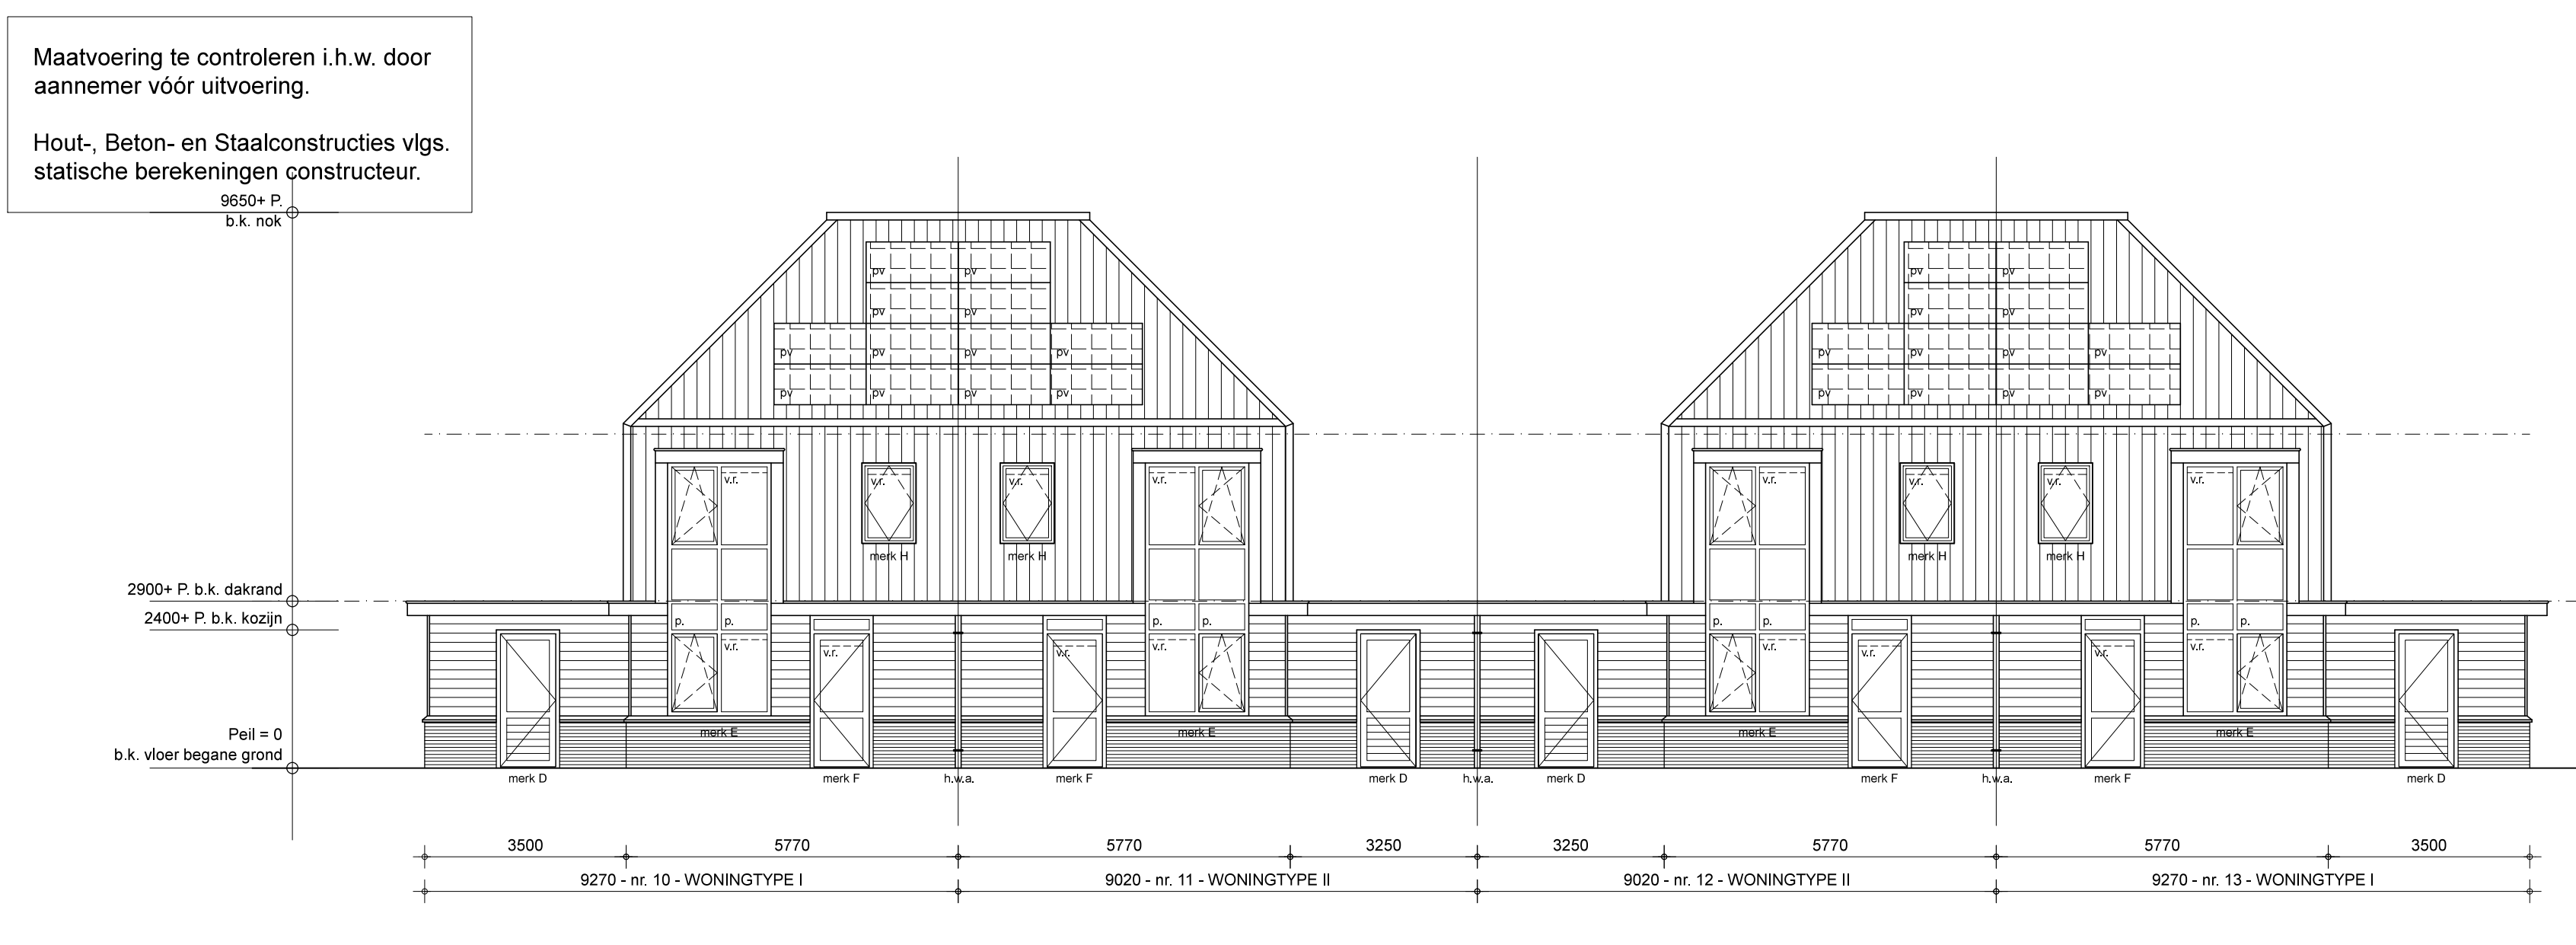 Maatvoering te controleren i.h.w. door
aannemer vóór uitvoering.
Hout-, Beton- en Staalconstructies vlgs.
statische berekeningen constructeur.
9650+ P.
b.k. nok
pv pv pv pv
pv pv pv pv
pv pv pv pv pv pv pv pv
pv pv pv pv pv pv pv pv
v.r. v.r. v.r. v.r. v.r. v.r. v.r. v.r.
merk H merk H merk H merk H
2900+ P. b.k. dakrand
2400+ P. b.k. kozijn
p. p. p. p. p. p. p. p.
v.r. v.r. v.r. v.r. v.r. v.r. v.r. v.r.
Peil = 0
b.k. vloer begane grond
merk E merk E merk E merk E
merk D merk F h.w.a. merk F merk D h.w.a. merk D merk F h.w.a. merk F merk D
3500 5770 5770 3250 3250 5770 5770 3500
9270 - nr. 10 - WONINGTYPE I 9020 - nr. 11 - WONINGTYPE II 9020 - nr. 12 - WONINGTYPE II 9270 - nr. 13 - WONINGTYPE I